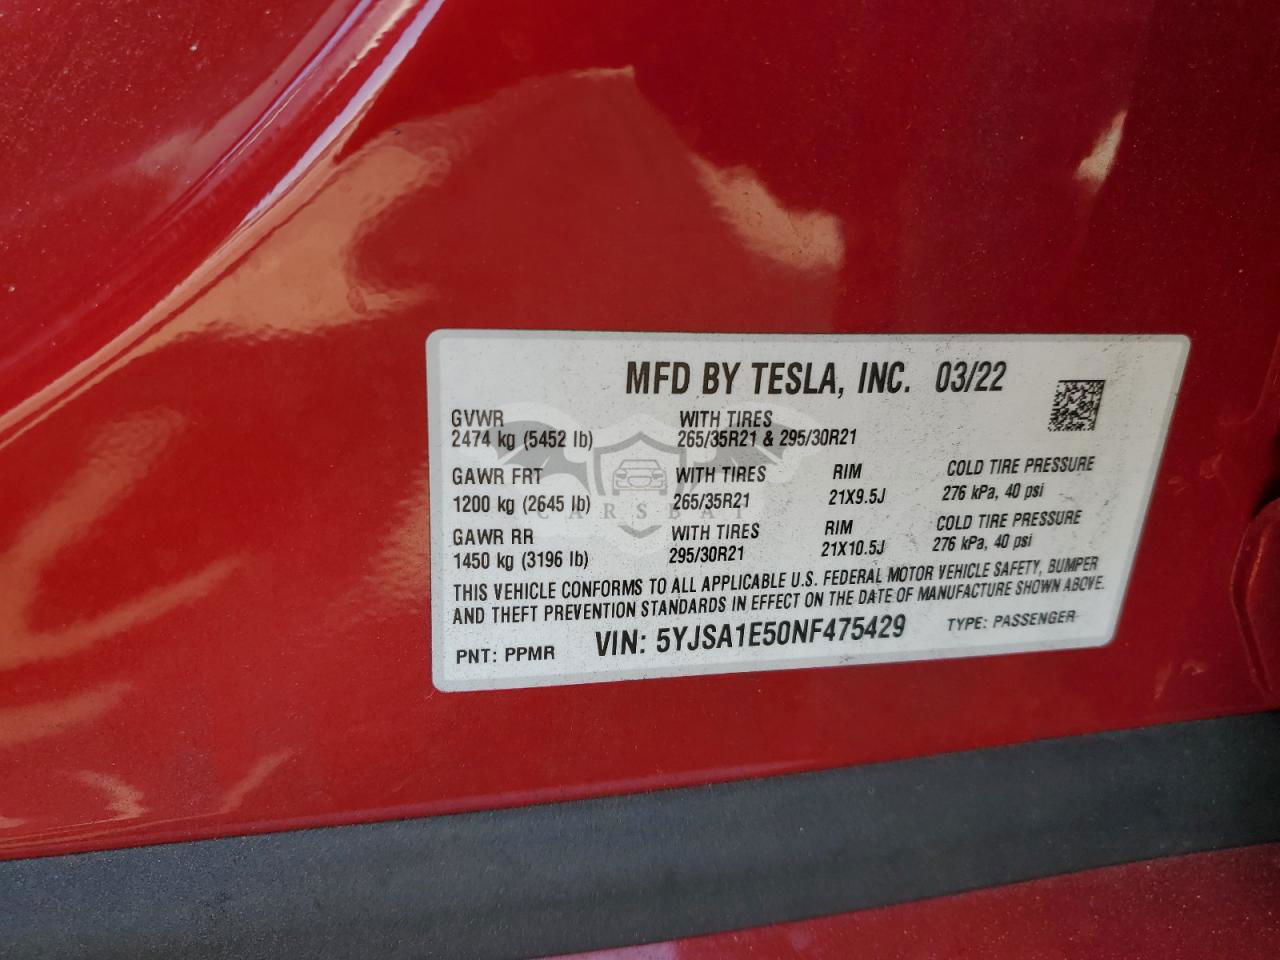 MFD BY TESLA, INC. 03/22
GVWR WITH TIRES
2474 kg (5452 lb) 265/35R21 & 295/30R21
GAWR FRT WITH TIRES RIM COLD TIRE PRESSURE
1200 kg (2645 lb) 265/35R21 21X9.5J 276 kPa, 40 psi
CARSBAT
GAWR RR WITH TIRES RIM COLD TIRE PRESSURE
1450 kg (3196 lb) 295/30R21 21X10.5J 276 kPa, 40 psi
THIS VEHICLE CONFORMS TO ALL APPLICABLE U.S. FEDERAL MOTOR VEHICLE SAFETY, BUMPER
AND THEFT PREVENTION STANDARDS IN EFFECT ON THE DATE OF MANUFACTURE SHOWN ABOVE.
PNT: PPMR VIN: 5YJSA1E50NF475429 TYPE: PASSENGER